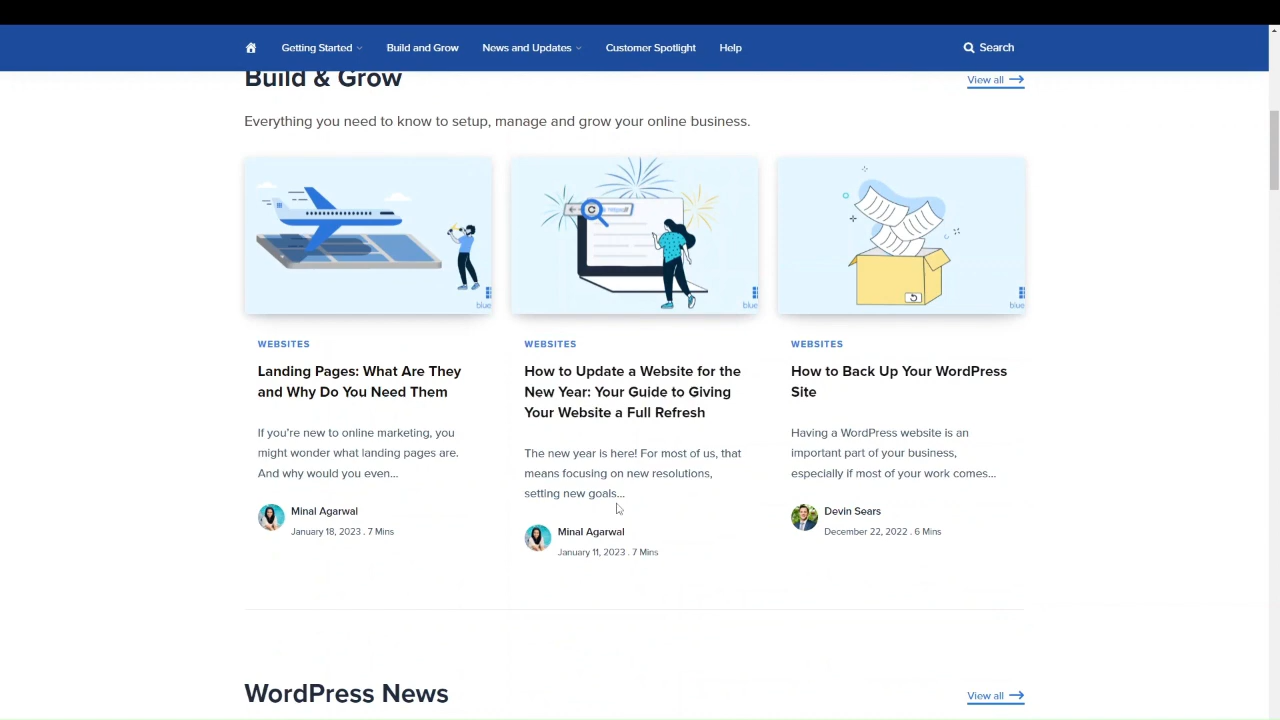 Getting Started
Build and Grow
News and Updates
Customer Spotlight
Help
Search
Build & Grow
View all
Everything you need to know to setup, manage and grow your online business.
blue
blue
blue
WEBSITES
Landing Pages: What Are They
and Why Do You Need Them
If you're new to online marketing, you
might wonder what landing pages are.
And why would you even...
Minal Agarwal
January 18, 2023 . 7 Mins
WEBSITES
How to Update a Website for the
New Year: Your Guide to Giving
Your Website a Full Refresh
The new year is here! For most of us, that
means focusing on new resolutions,
setting new goals...
Minal Agarwal
January 11, 2023 . 7 Mins
WEBSITES
How to Back Up Your WordPress
Site
Having a WordPress website is an
important part of your business,
especially if most of your work comes...
Devin Sears
December 22, 2022 . 6 Mins
WordPress News
View all